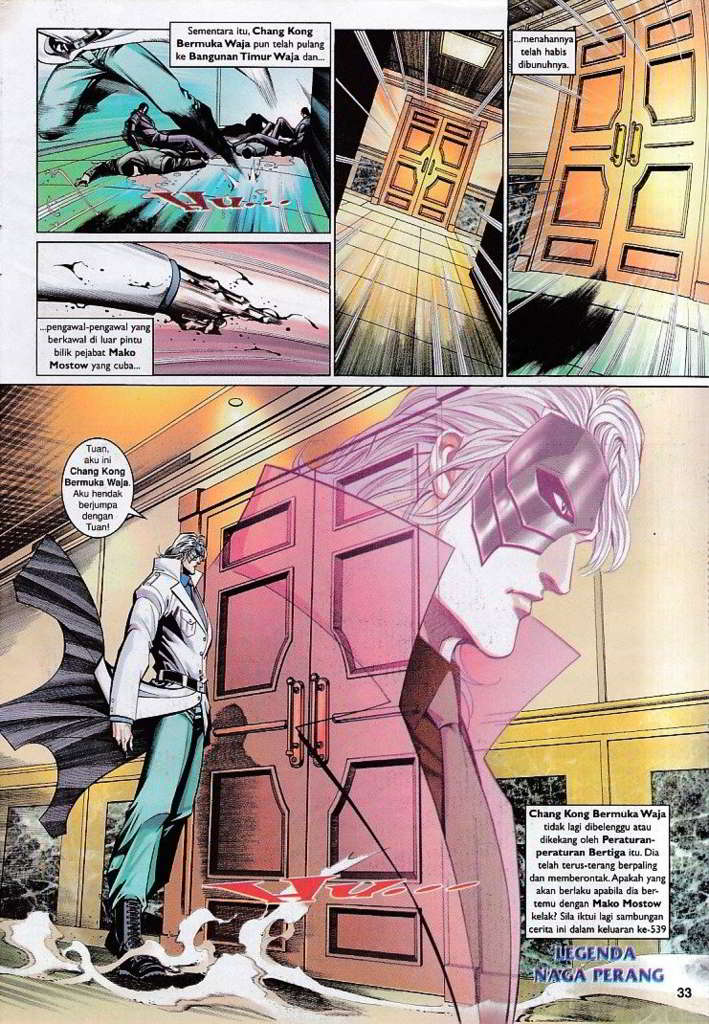 Sementara itu, Chang Kong
Bermuka Waja pun telah pulang
ke Bangunan Timur Waja dan...
Hu...
...pengawal-pengawal yang
berkawal di luar pintu
bilik pejabat Mako
Mostow yang cuba...
...menahannya
telah habis
dibunuhnya.
Tuan,
aku ini
Chang Kong
Bermuka Waja.
Aku hendak
berjumpa
dengan
Tuan!
Hu...
Chang Kong Bermuka Waja
tidak lagi dibelenggu atau
dikekang oleh Peraturan-
peraturan Bertiga itu. Dia
telah terus-terang berpaling
dan memberontak. Apakah yang
akan berlaku apabila dia ber-
temu dengan Mako Mostow
kelak? Sila iktui lagi sambungan
cerita ini dalam keluaran ke-539
LEGENDA
NAGA PERANG
33